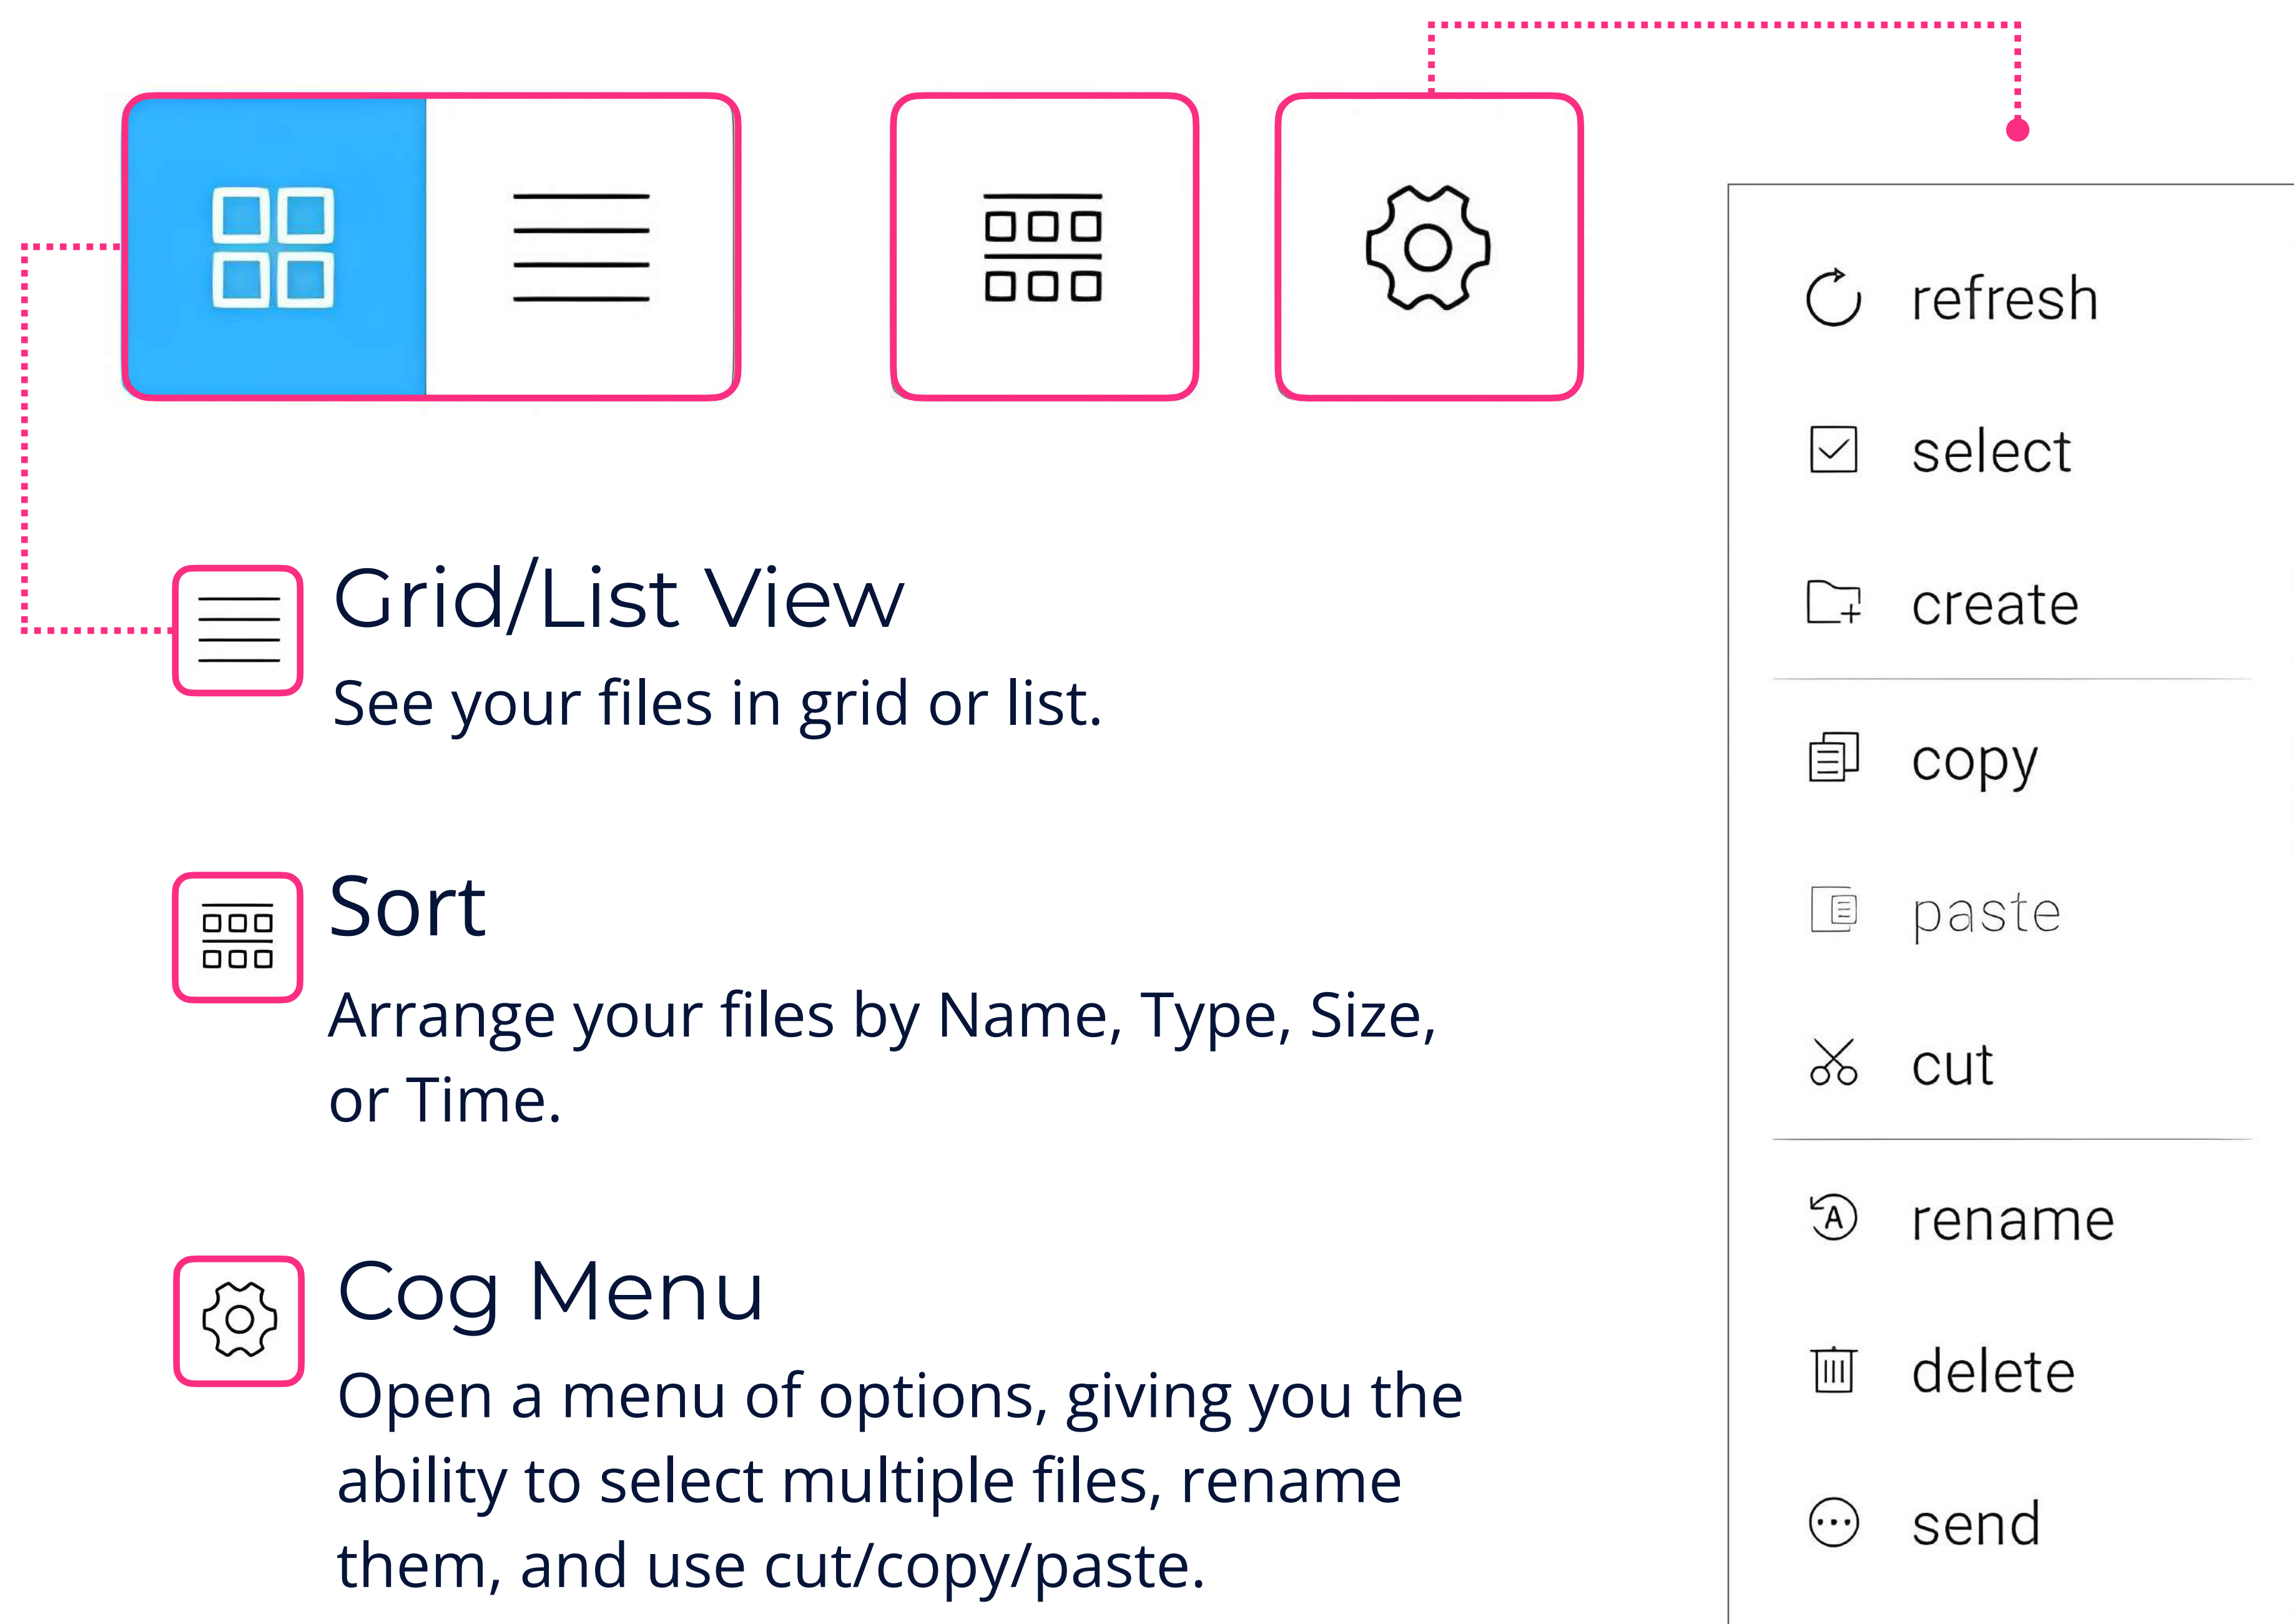 Grid/List View
See your files in grid or list.
Sort
Arrange your files by Name, Type, Size,
or Time.
Cog Menu
Open a menu of options, giving you the
ability to select multiple files, rename
them, and use cut/copy/paste.
refresh
select
create
copy
paste
cut
rename
delete
send